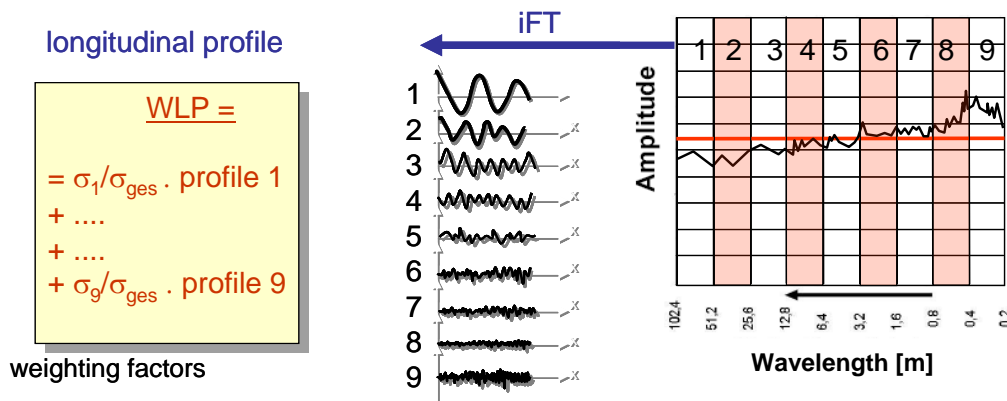 longitudinal profile
WLP =
= σ1/σges . profile 1
+ ....
+ ....
+ σ9/σges . profile 9
weighting factors
iFT
1
2
3
4
5
6
7
8
9
x
x
x
x
x
x
x
x
x
1 2 3 4 5 6 7 8 9
Amplitude
102,4 51,2 25,6 12,8 6,4 3,2 1,6 0,8 0,4 0,2
Wavelength [m]